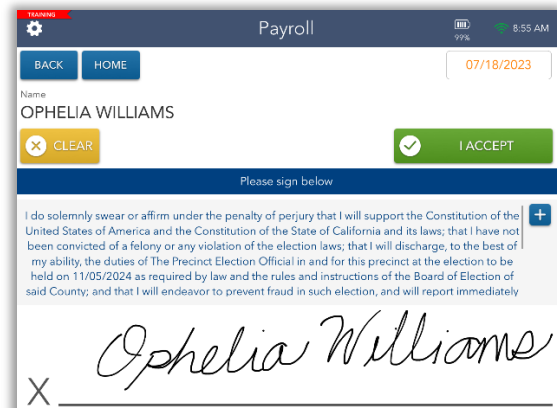 TRAINING
Payroll
99%
8:55 AM
BACK
HOME
07/18/2023
Name
OPHELIA WILLIAMS
CLEAR
I ACCEPT
Please sign below
I do solemnly swear or affirm under the penalty of perjury that I will support the Constitution of the
United States of America and the Constitution of the State of California and its laws; that I have not
been convicted of a felony or any violation of the election laws; that I will discharge, to the best of
my ability, the duties of The Precinct Election Official in and for this precinct at the election to be
held on 11/05/2024 as required by law and the rules and instructions of the Board of Election of
said County; and that I will endeavor to prevent fraud in such election, and will report immediately
Ophelia Williams
X